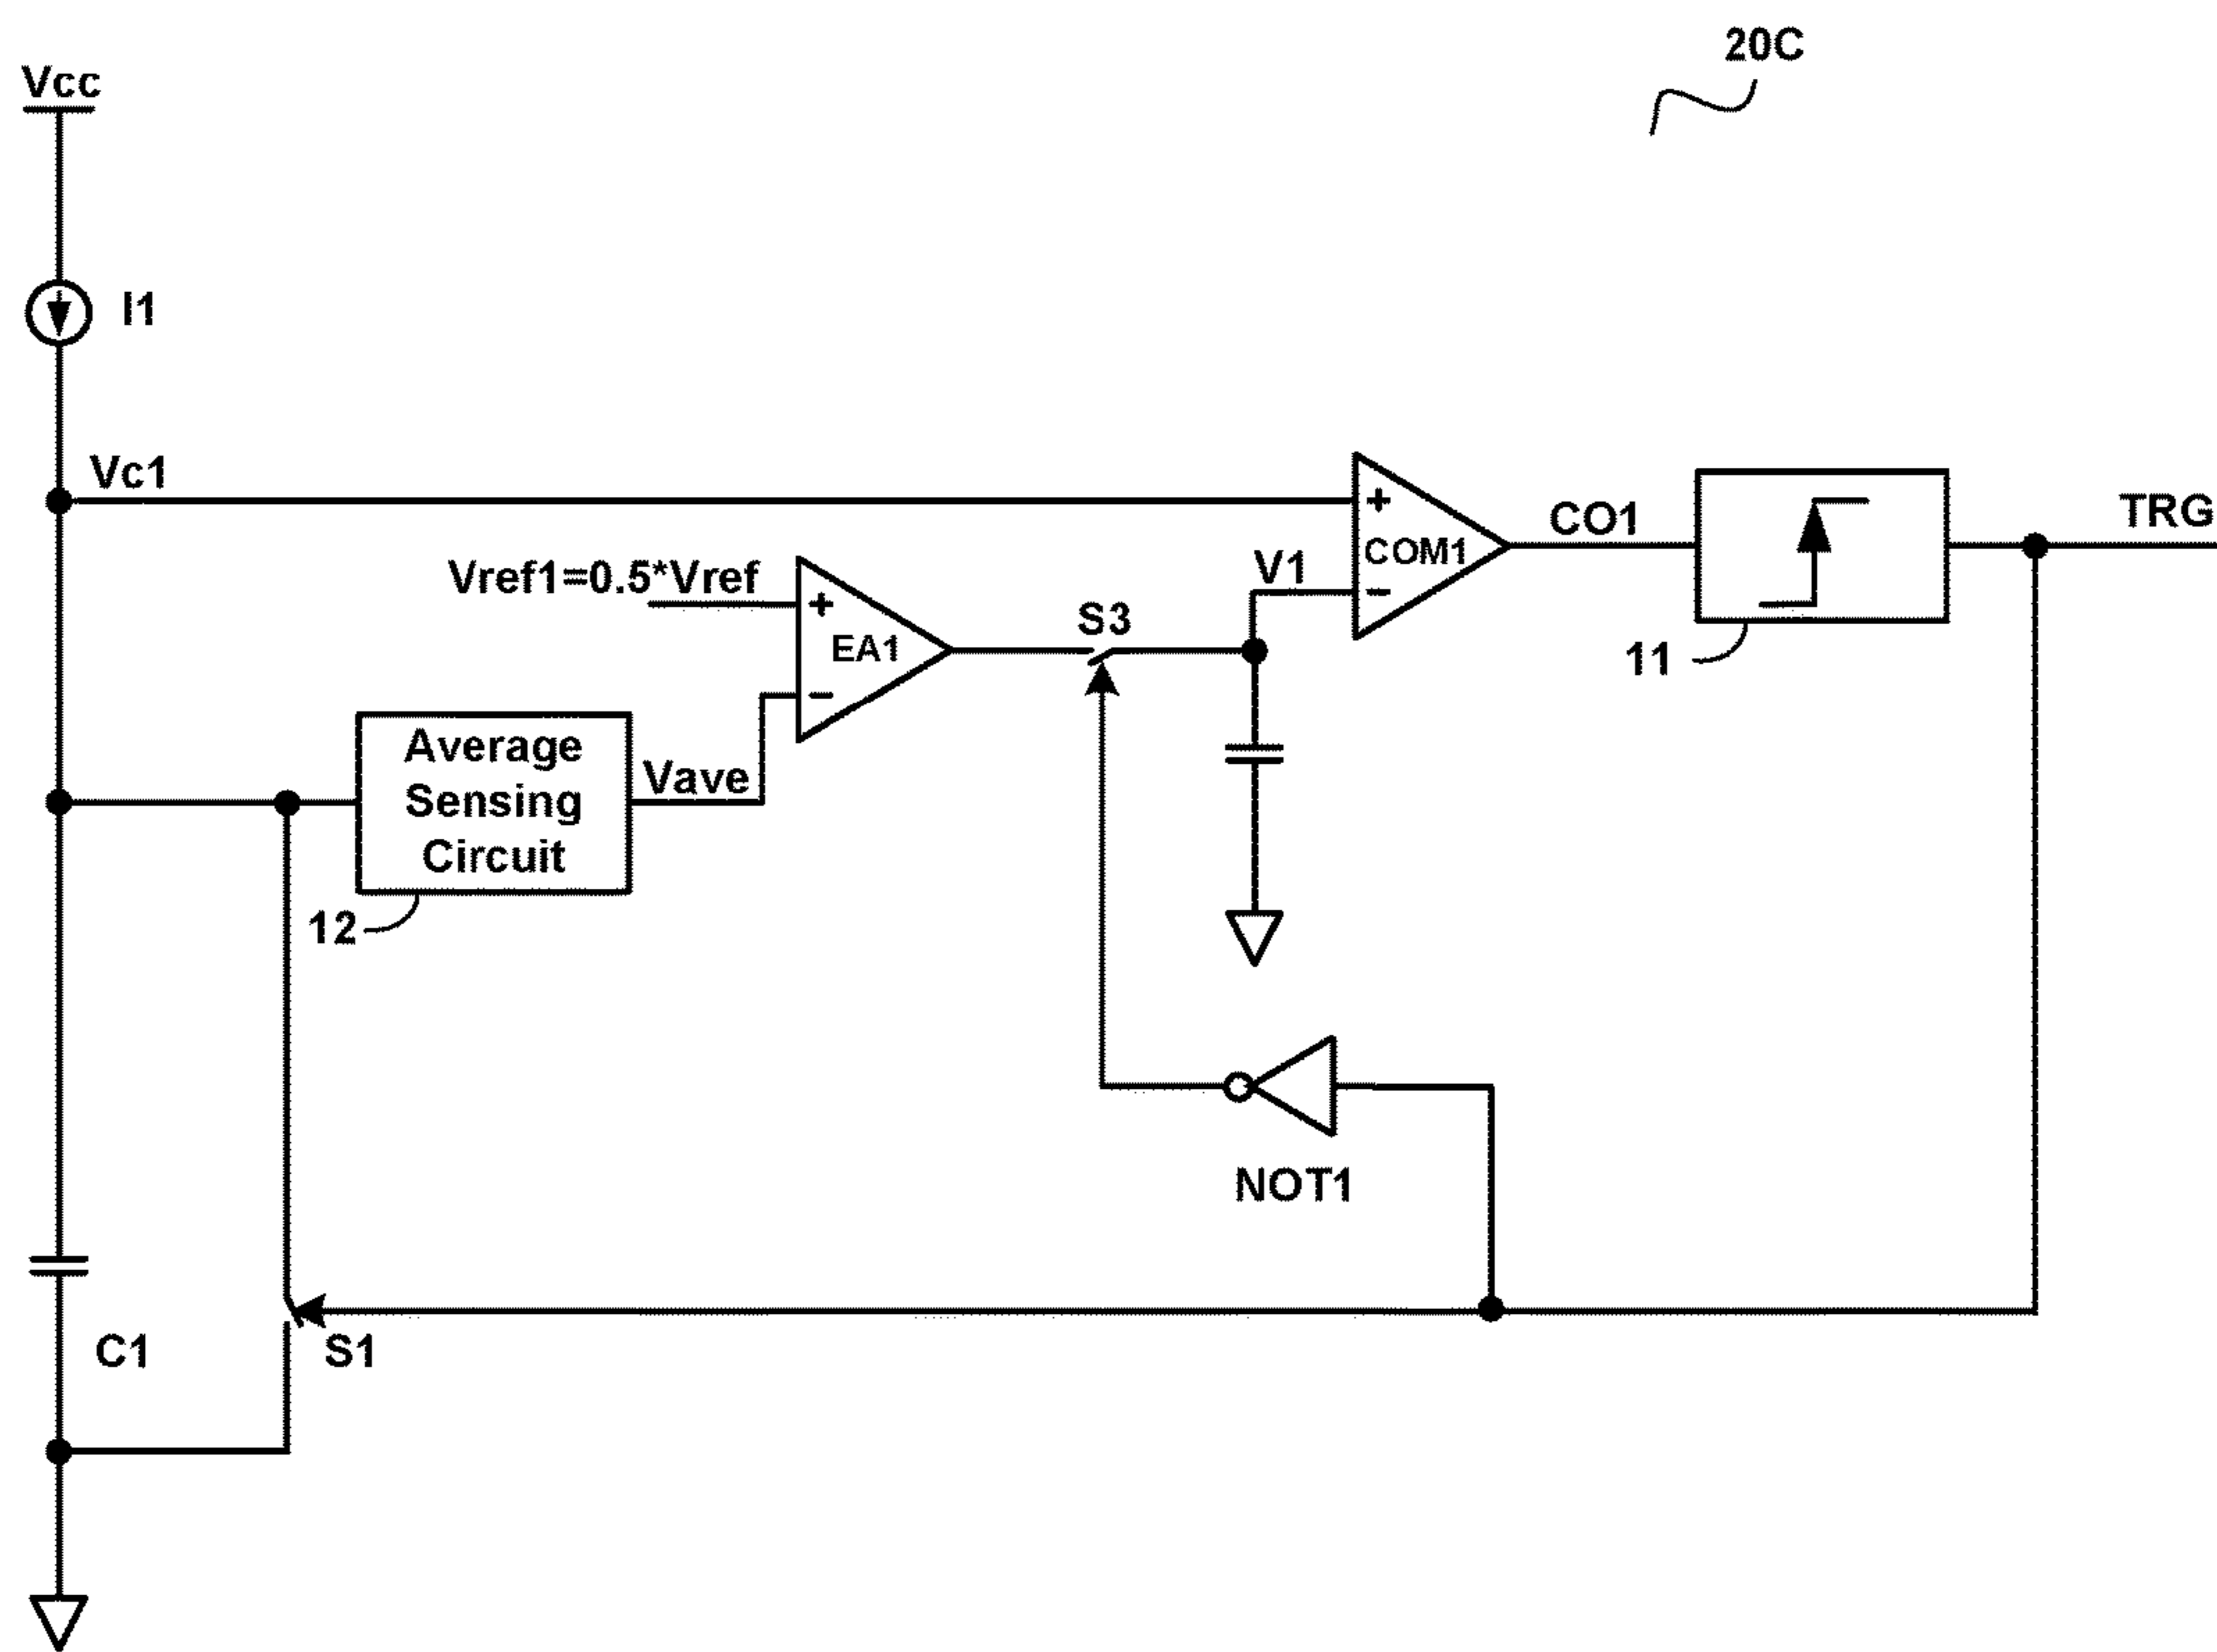 20C
Vcc
I1
Vc1
CO1
TRG
Vref1=0.5*Vref
V1
COM1
+
-
S3
+
EA1
-
11
Average
Sensing
Circuit
Vave
12
NOT1
C1
S1